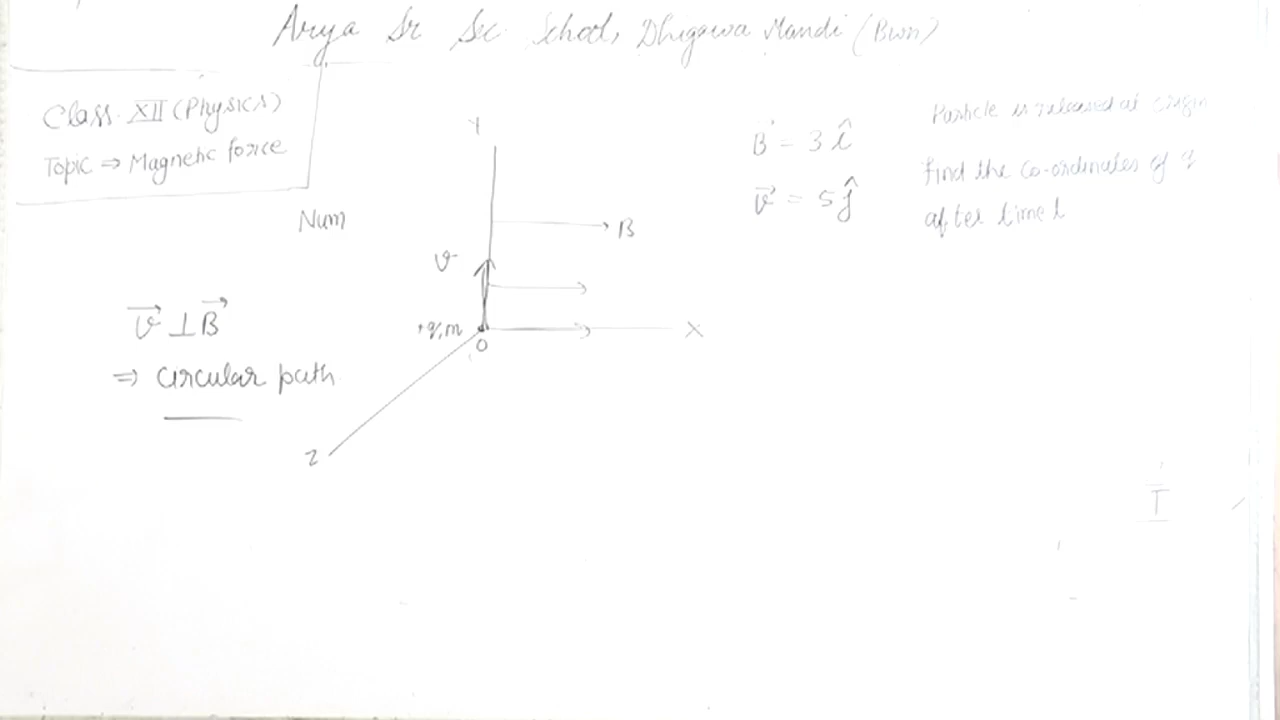 Arya Sr Sec. School, Dhigawa Mandi (Bwn)
Class. XII (Physics)
Topic ⇒ Magnetic force
Num
Y
B
v
+q,m
O
X
Z
B⃗ = 3 î
v⃗ = 5 ĵ
Particle is released at origin
Find the Co-ordinates of q
after time t
v⃗ ⊥ B⃗
⇒ circular path
T